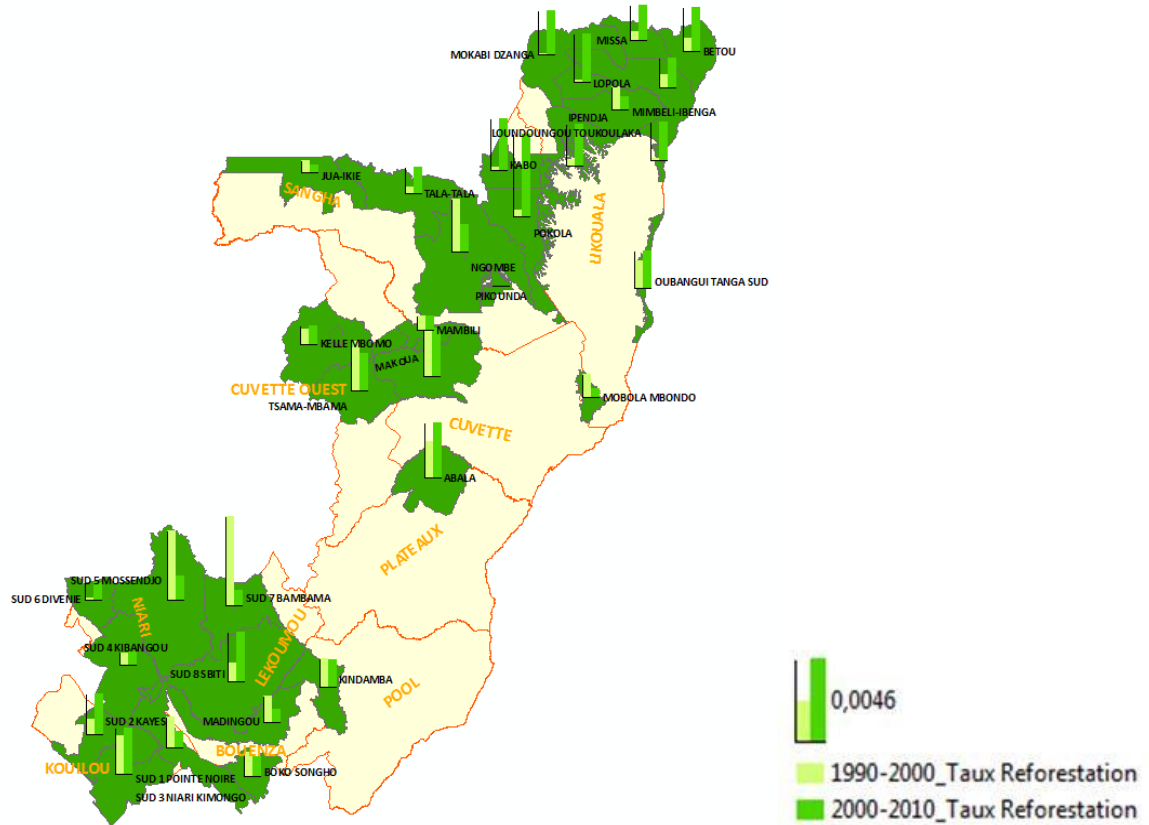 MISSA
MOKABI DZANGA
BETOU
LOPOLA
MIMBELI-IBENGA
IPENDJA
LOUNDOUNGOU TOUKOULAKA
KABO
JUA-IKIE
TALA-TALA
SANGHA
LIKOUALA
POKOLA
NGOMBE
OUBANGUI TANGA SUD
PIKOUNDA
MAMBILI
KELLE MBOMO
MAKOUA
CUVETTE OUEST
MOBOLA MBONDO
TSAMA-MBAMA
CUVETTE
ABALA
PLATEAUX
SUD 5 MOSSENDJO
SUD 6 DIVENIE
SUD 7 BAMBAMA
NIARI
LEKOUMOU
SUD 4 KIBANGOU
SUD 8 SBITI
KINDAMBA
POOL
SUD 2 KAYES
MADINGOU
0,0046
BOUENZA
KOUILOU
BOKO SONGHO
SUD 1 POINTE NOIRE
SUD 3 NIARI KIMONGO
1990-2000_Taux Reforestation
2000-2010_Taux Reforestation